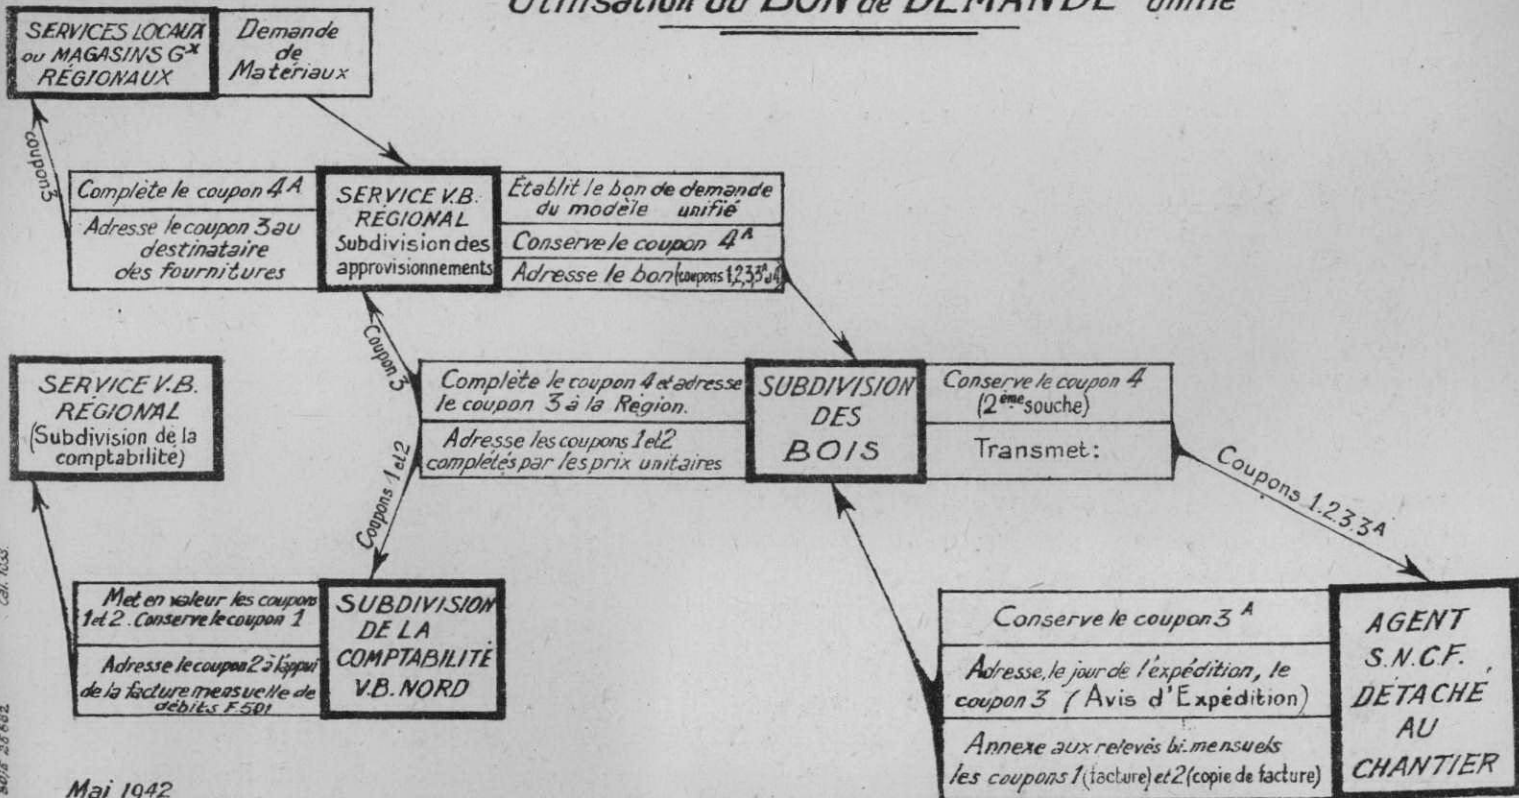 Utilisation du BON de DEMANDE unifié
SERVICES LOCAUX
ou MAGASINS Gx
RÉGIONAUX
Demande
de
Matériaux
coupon 3
Complète le coupon 4A
Adresse le coupon 3 au
destinataire
des fournitures
SERVICE V.B.
RÉGIONAL
Subdivision des
approvisionnements
Établit le bon de demande
du modèle unifié
Conserve le coupon 4A
Adresse le bon (coupons 1,2,3,3A et 4)
Coupon 3
SERVICE V.B.
RÉGIONAL
(Subdivision de la
comptabilité)
Complète le coupon 4 et adresse
le coupon 3 à la Région.
Adresse les coupons 1 et 2
complétés par les prix unitaires
SUBDIVISION
DES
BOIS
Conserve le coupon 4
(2ème souche)
Transmet:
Coupons 1 et 2
Coupons 1.2.3.3A
Met en valeur les coupons
1 et 2. Conserve le coupon 1
Adresse le coupon 2 à l'appui
de la facture mensuelle de
débits F 501
SUBDIVISION
DE LA
COMPTABILITÉ
V.B. NORD
Conserve le coupon 3A
Adresse, le jour de l'expédition, le
coupon 3 (Avis d'Expédition)
Annexe aux relevés bi-mensuels
les coupons 1 (facture) et 2 (copie de facture)
AGENT
S.N.C.F.
DÉTACHÉ
AU
CHANTIER
Mai 1942